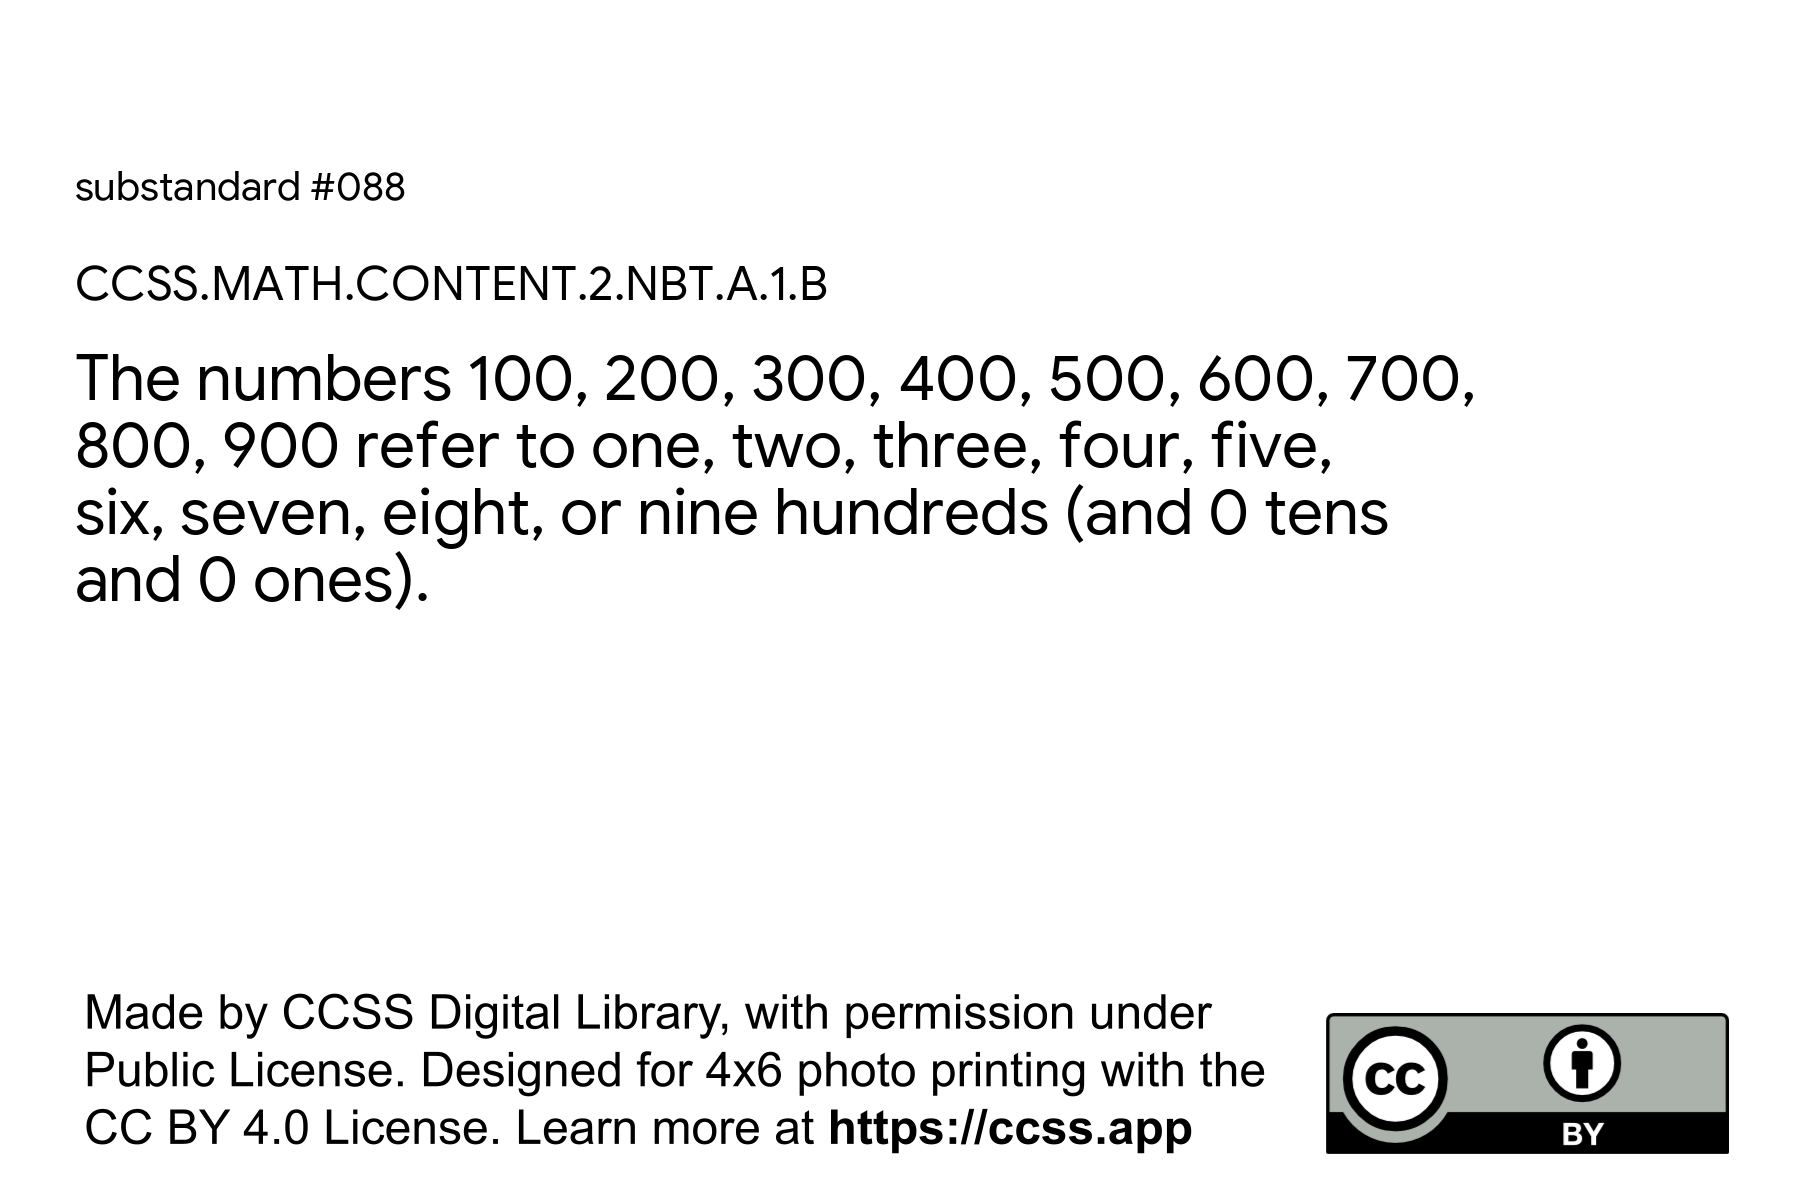 substandard #088
CCSS.MATH.CONTENT.2.NBT.A.1.B
The numbers 100, 200, 300, 400, 500, 600, 700,
800, 900 refer to one, two, three, four, five,
six, seven, eight, or nine hundreds (and 0 tens
and 0 ones).
Made by CCSS Digital Library, with permission under
Public License. Designed for 4x6 photo printing with the
CC BY 4.0 License. Learn more at https://ccss.app
cc
BY